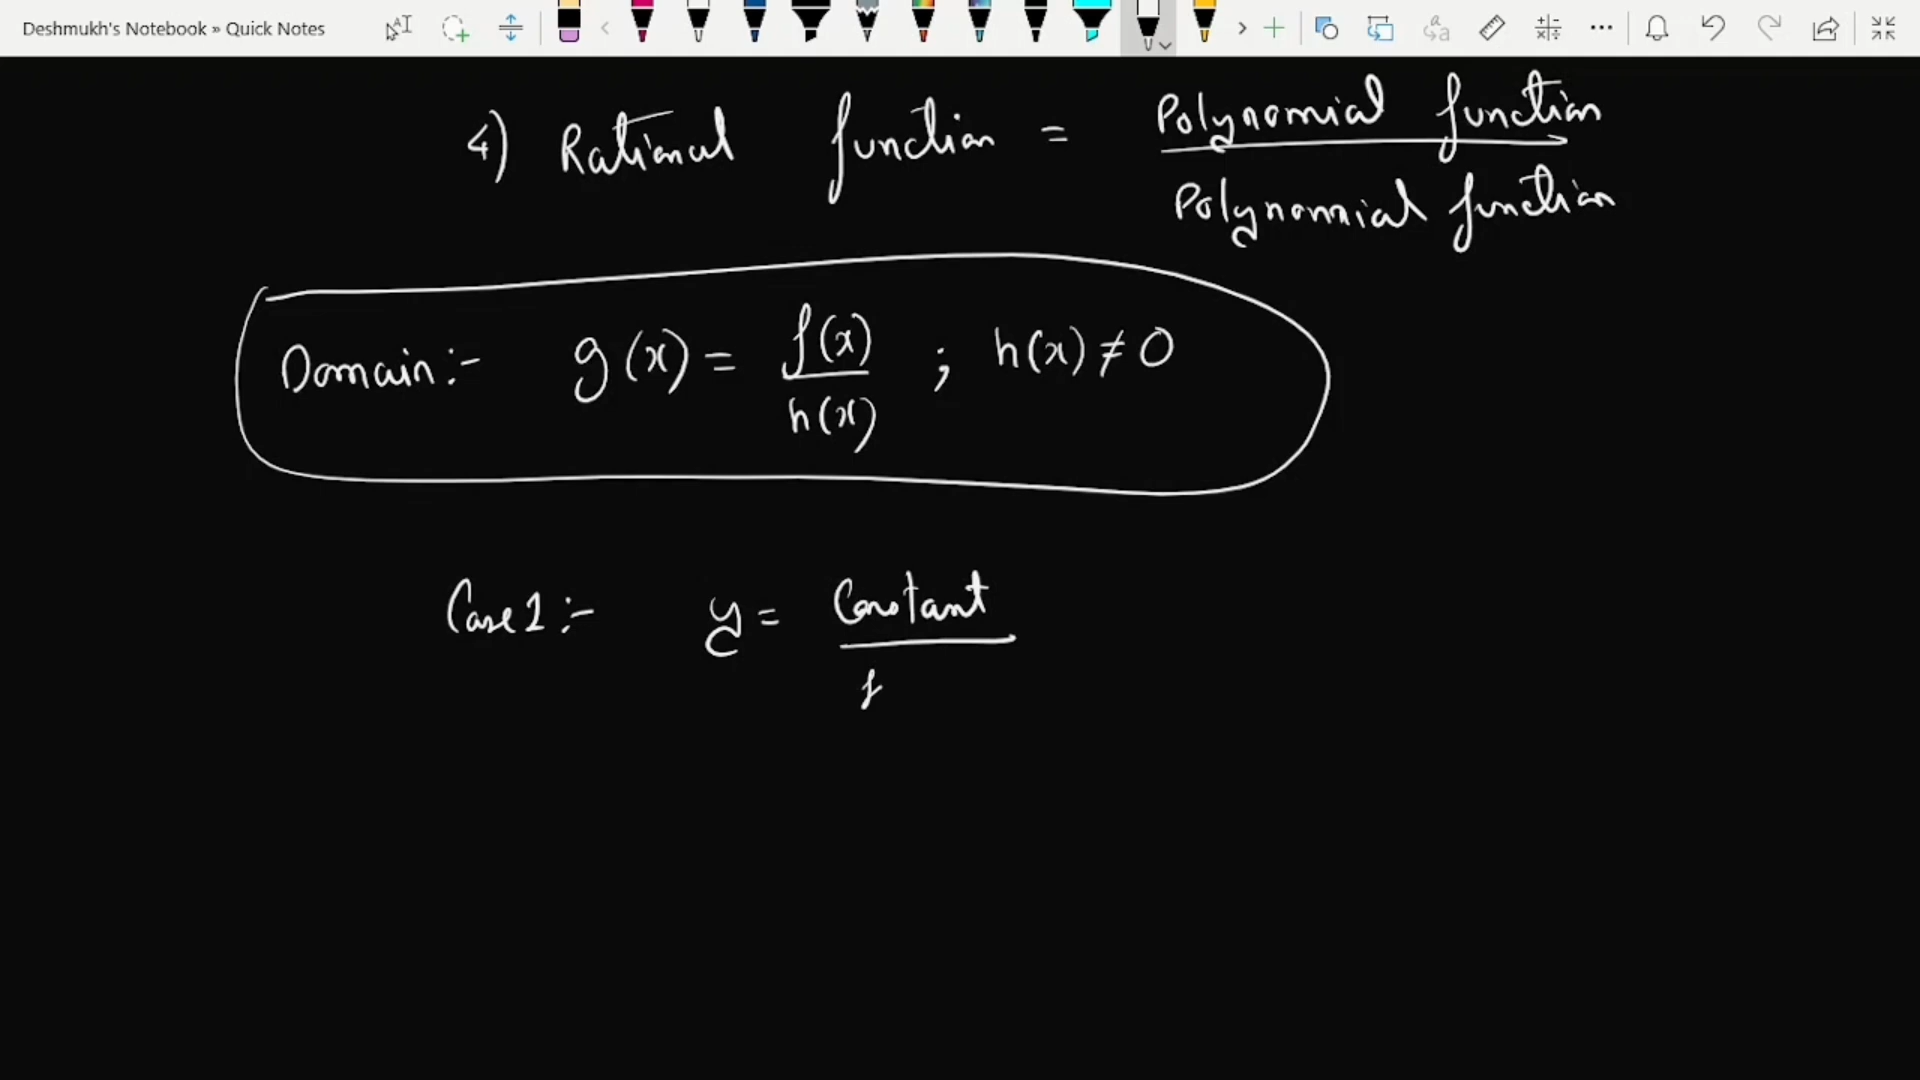 Deshmukh's Notebook » Quick Notes
4) Rational function = Polynomial function
Polynomial function
Domain:- g(x) = f(x) ; h(x) ≠ 0
h(x)
Case 1:- y = Constant
f